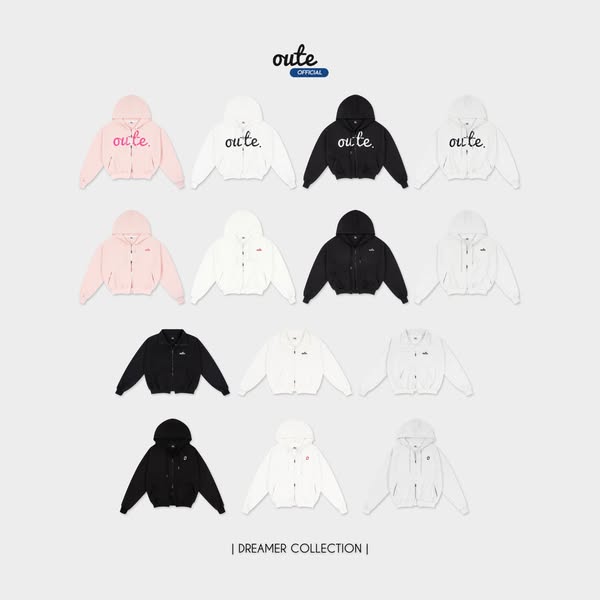 oute
OFFICIAL
oute.
oute.
oute.
oute.
| DREAMER COLLECTION |